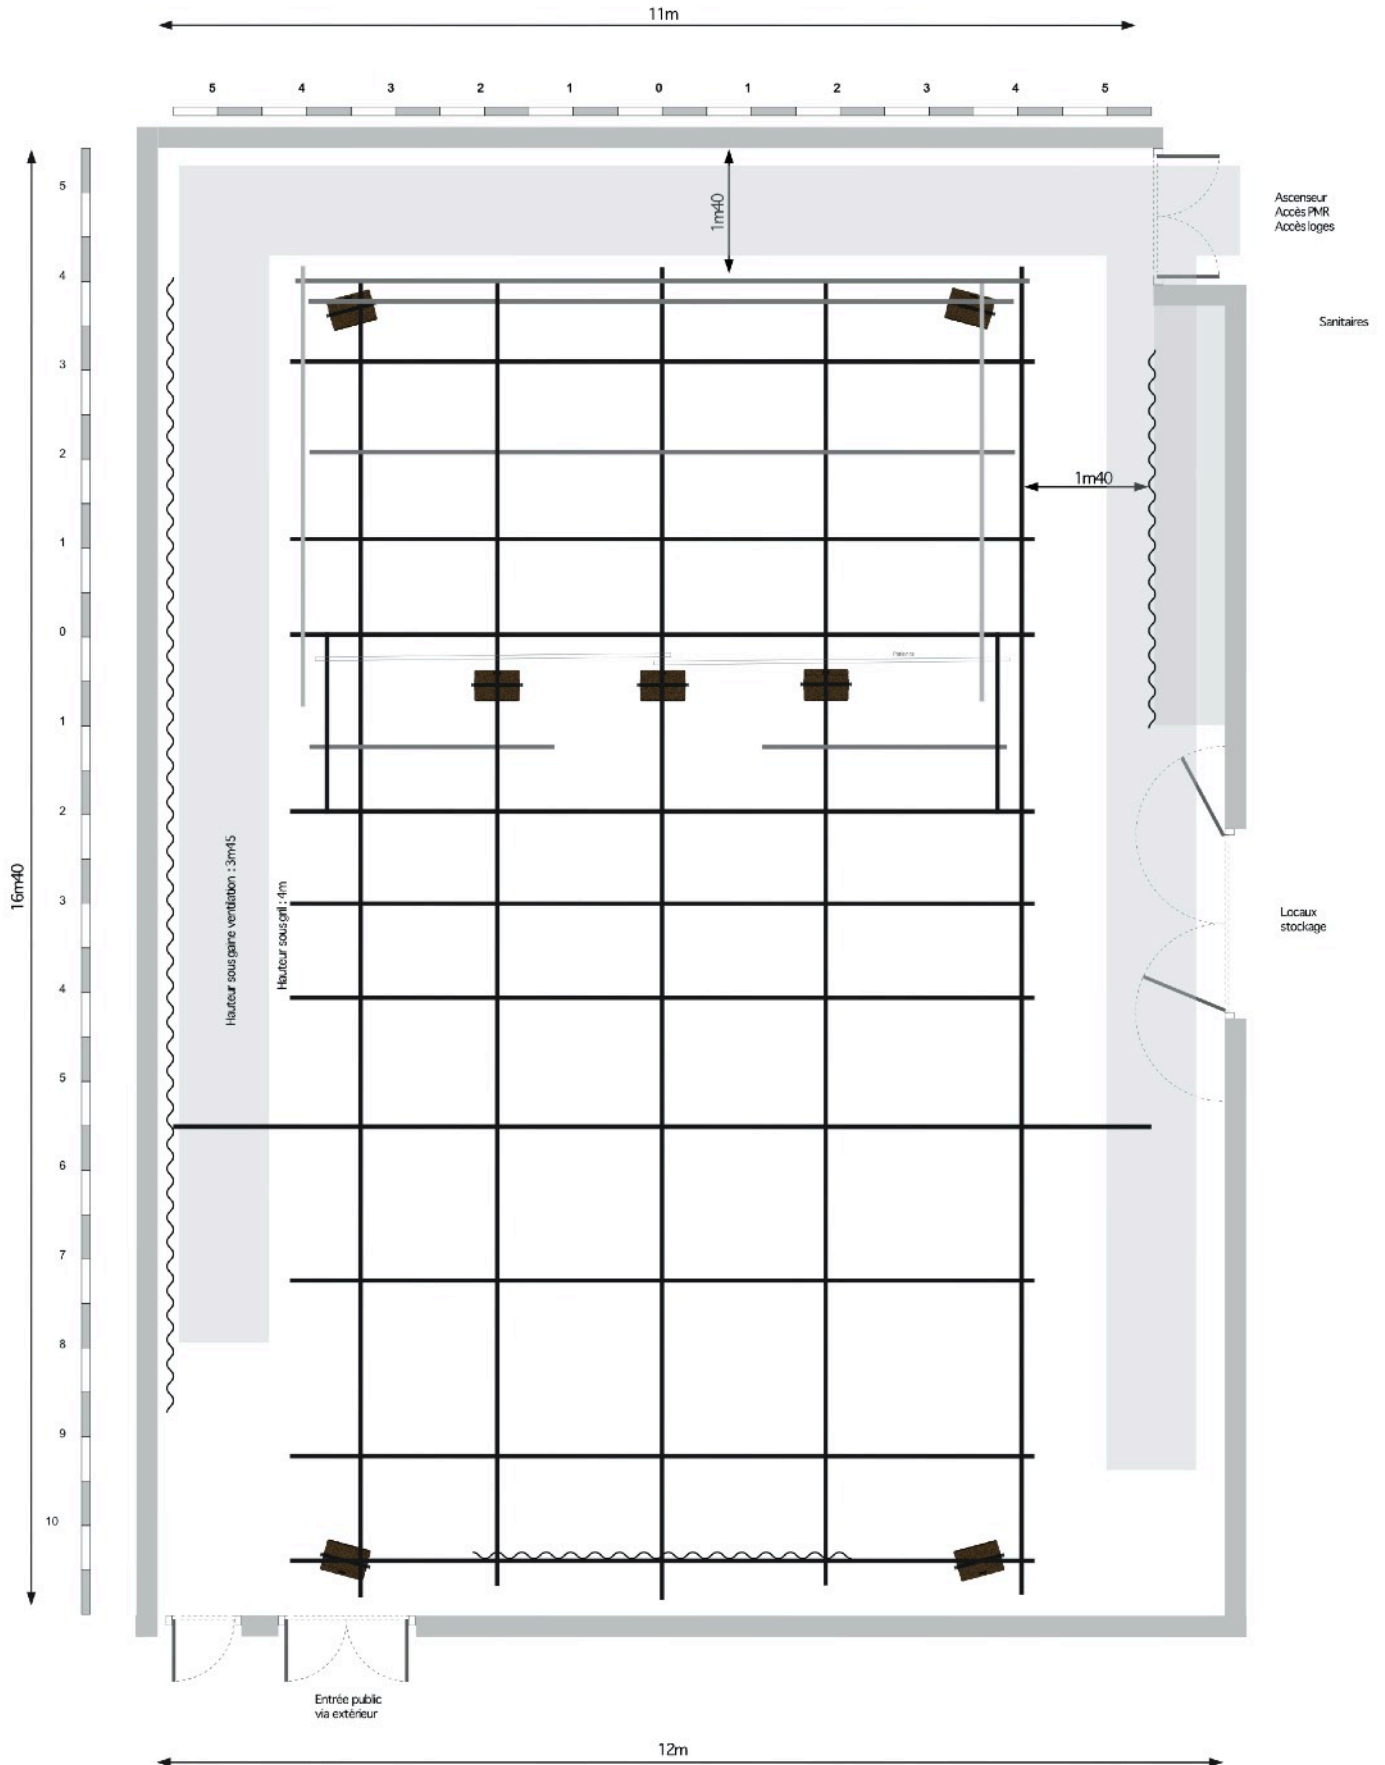 11m
5 4 3 2 1 0 1 2 3 4 5
5
4
3
2
1
0
1
2
3
4
5
6
7
8
9
10
16m40
1m40
1m40
Ascenseur
Accès PMR
Accès loges
Sanitaires
Patience
Hauteur sous gaine ventilation : 3m45
Hauteur sous gril : 4m
Locaux
stockage
Entrée public
via extérieur
12m